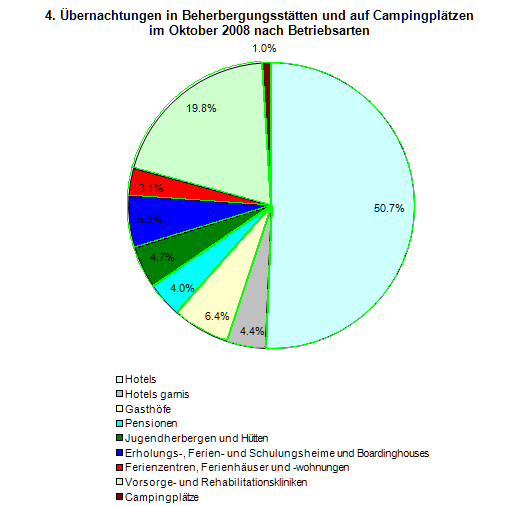 4. Übernachtungen in Beherbergungsstätten und auf Campingplätzen
im Oktober 2008 nach Betriebsarten
1.0%
19.8%
3.1%
50.7%
5.9%
4.7%
4.0%
6.4%
4.4%
Hotels
Hotels garnis
Gasthöfe
Pensionen
Jugendherbergen und Hütten
Erholungs-, Ferien- und Schulungsheime und Boardinghouses
Ferienzentren, Ferienhäuser und -wohnungen
Vorsorge- und Rehabilitationskliniken
Campingplätze